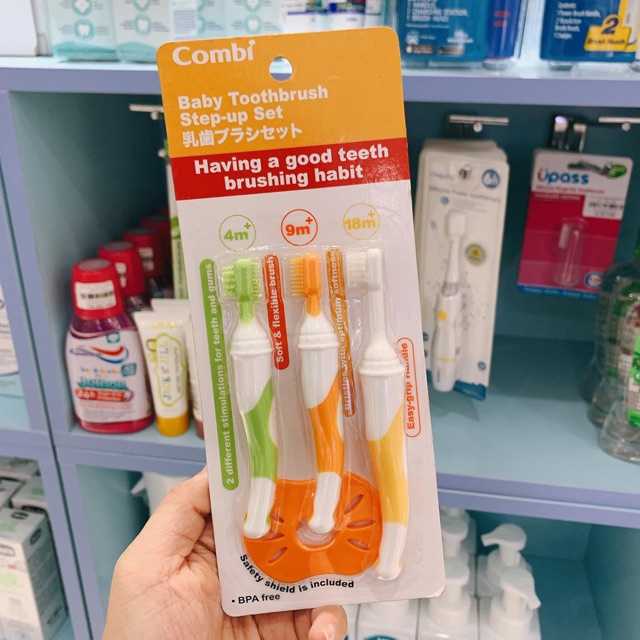 Combi
Baby Toothbrush
Step-up Set
乳歯ブラシセット
Having a good teeth
brushing habit
4m+
9m+
18m+
2 different stimulations for teeth and gums
Soft & flexible brush
Easy-grip handle
Safety shield is included
• BPA free
Upass
2